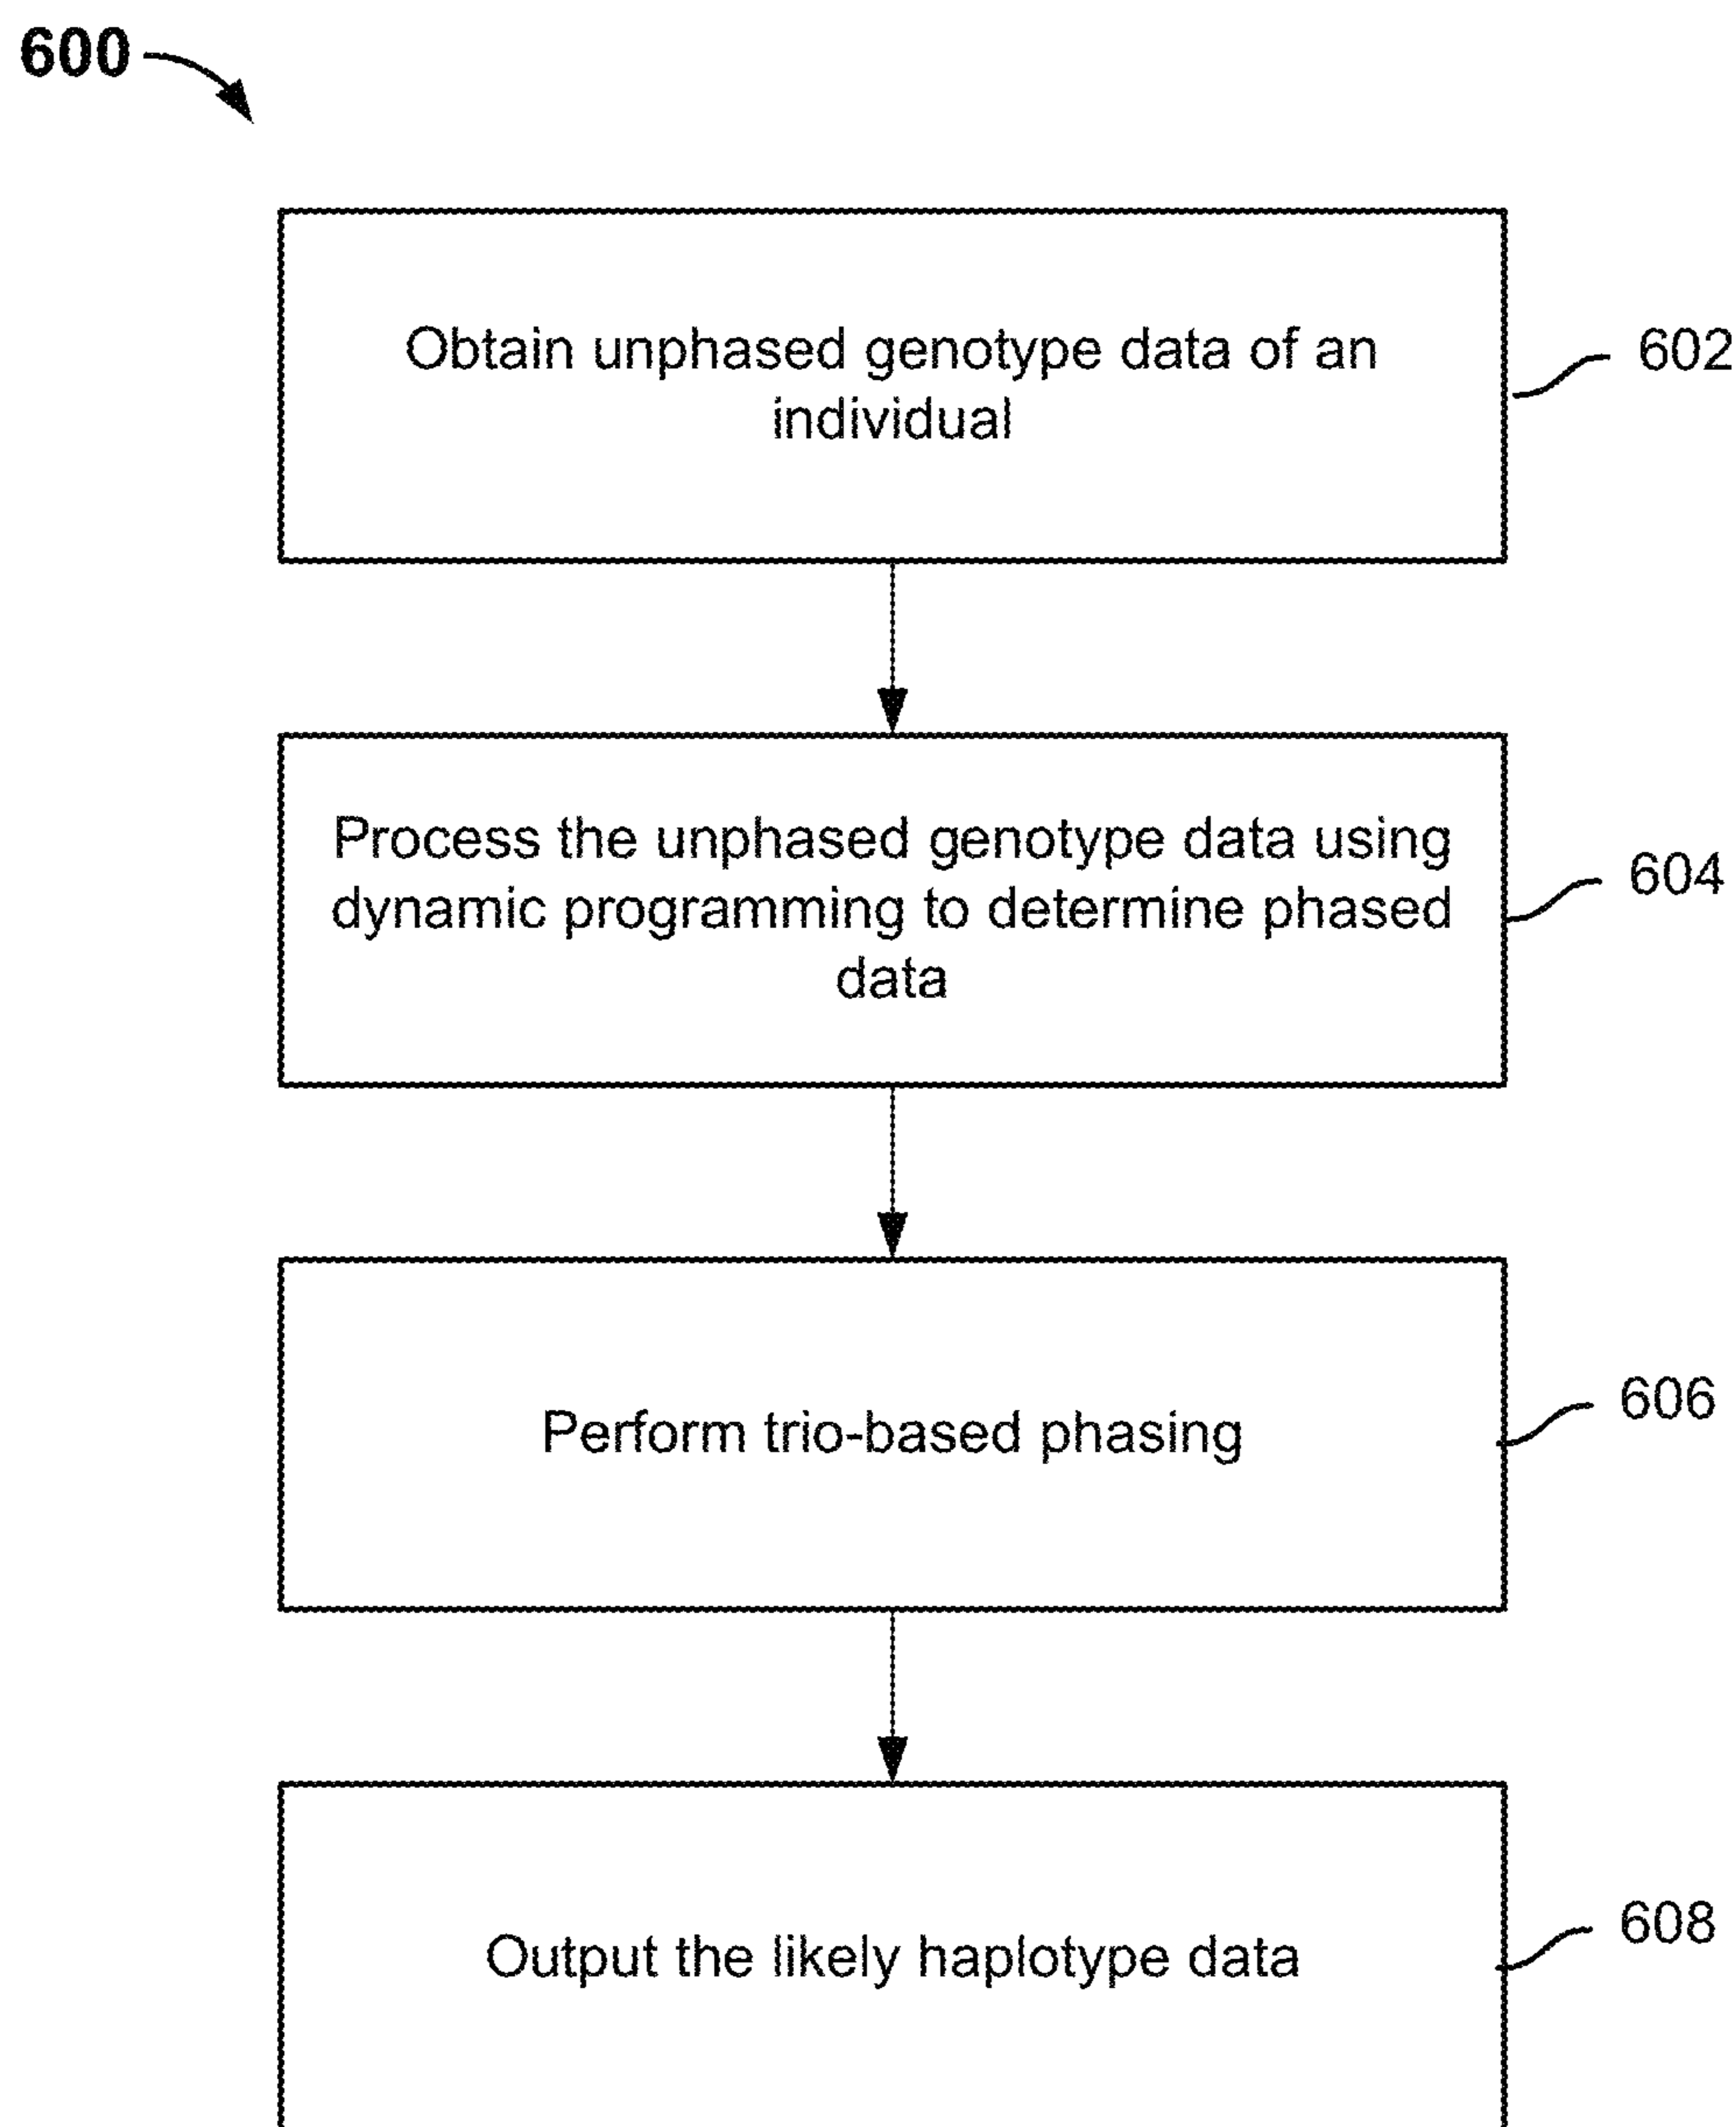 600
Obtain unphased genotype data of an
individual
602
Process the unphased genotype data using
dynamic programming to determine phased
data
604
Perform trio-based phasing
606
Output the likely haplotype data
608